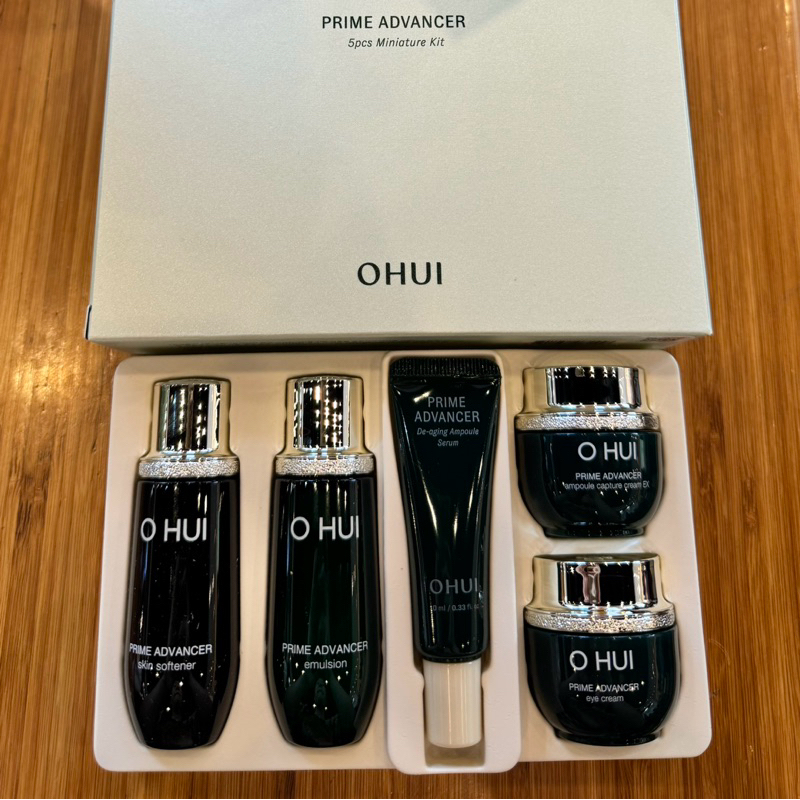 PRIME ADVANCER
5pcs Miniature Kit
OHUI
O HUI
PRIME ADVANCER
skin softener
O HUI
PRIME ADVANCER
emulsion
PRIME
ADVANCER
De-aging Ampoule
Serum
OHUI
10 ml / 0.33 fl. oz.
O HUI
PRIME ADVANCER
ampoule capture cream EX
O HUI
PRIME ADVANCER
eye cream